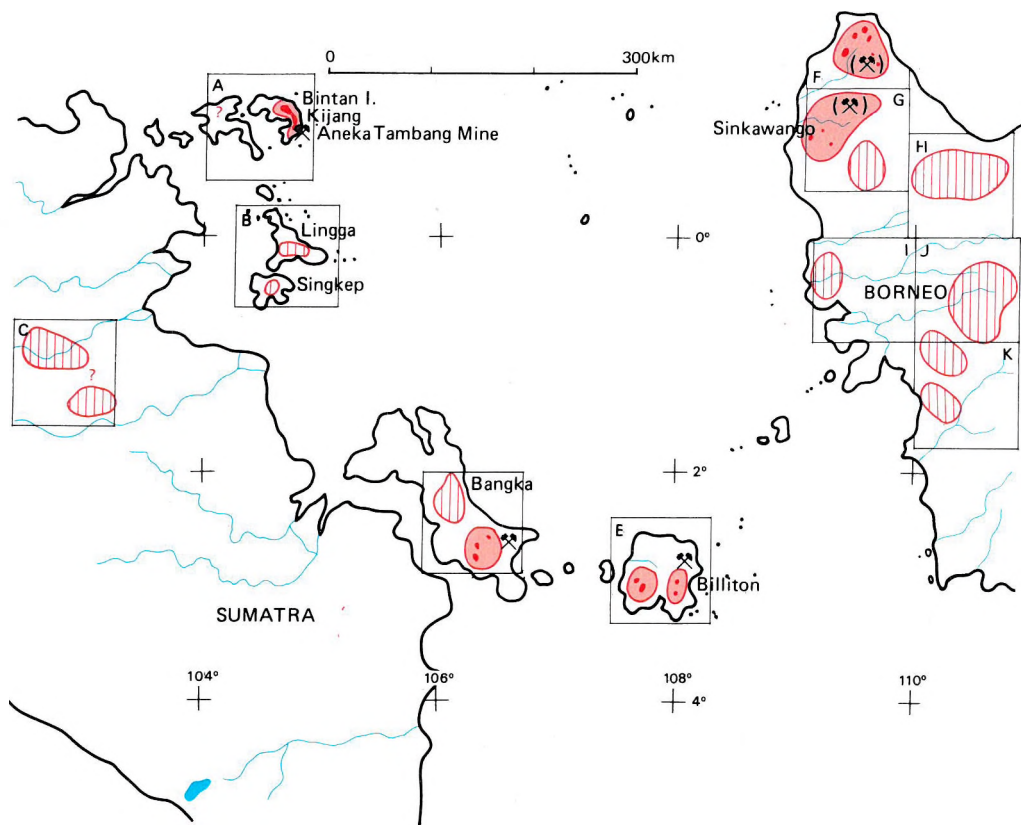 0
300km
A
Bintan I.
?
Kijang
Aneka Tambang Mine
F
G
Sinkawango
H
B
Lingga
0°
I
J
Singkep
BORNEO
C
?
K
2°
Bangka
E
Billiton
SUMATRA
104°
106°
108°
110°
4°